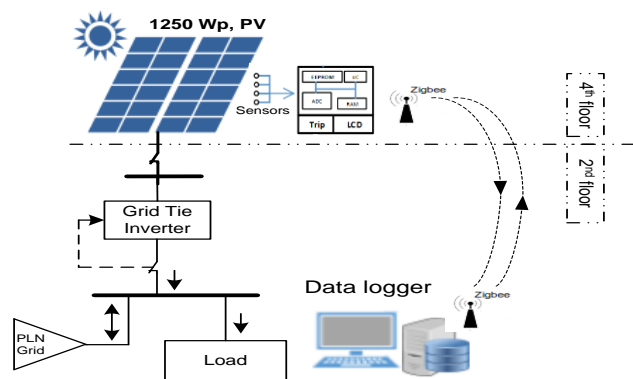 1250 Wp, PV
EEPROM
I/C
ADC
RAM
Trip
LCD
Sensors
Zigbee
4th floor
2nd floor
Grid Tie
Inverter
Data logger
Zigbee
PLN
Grid
Load